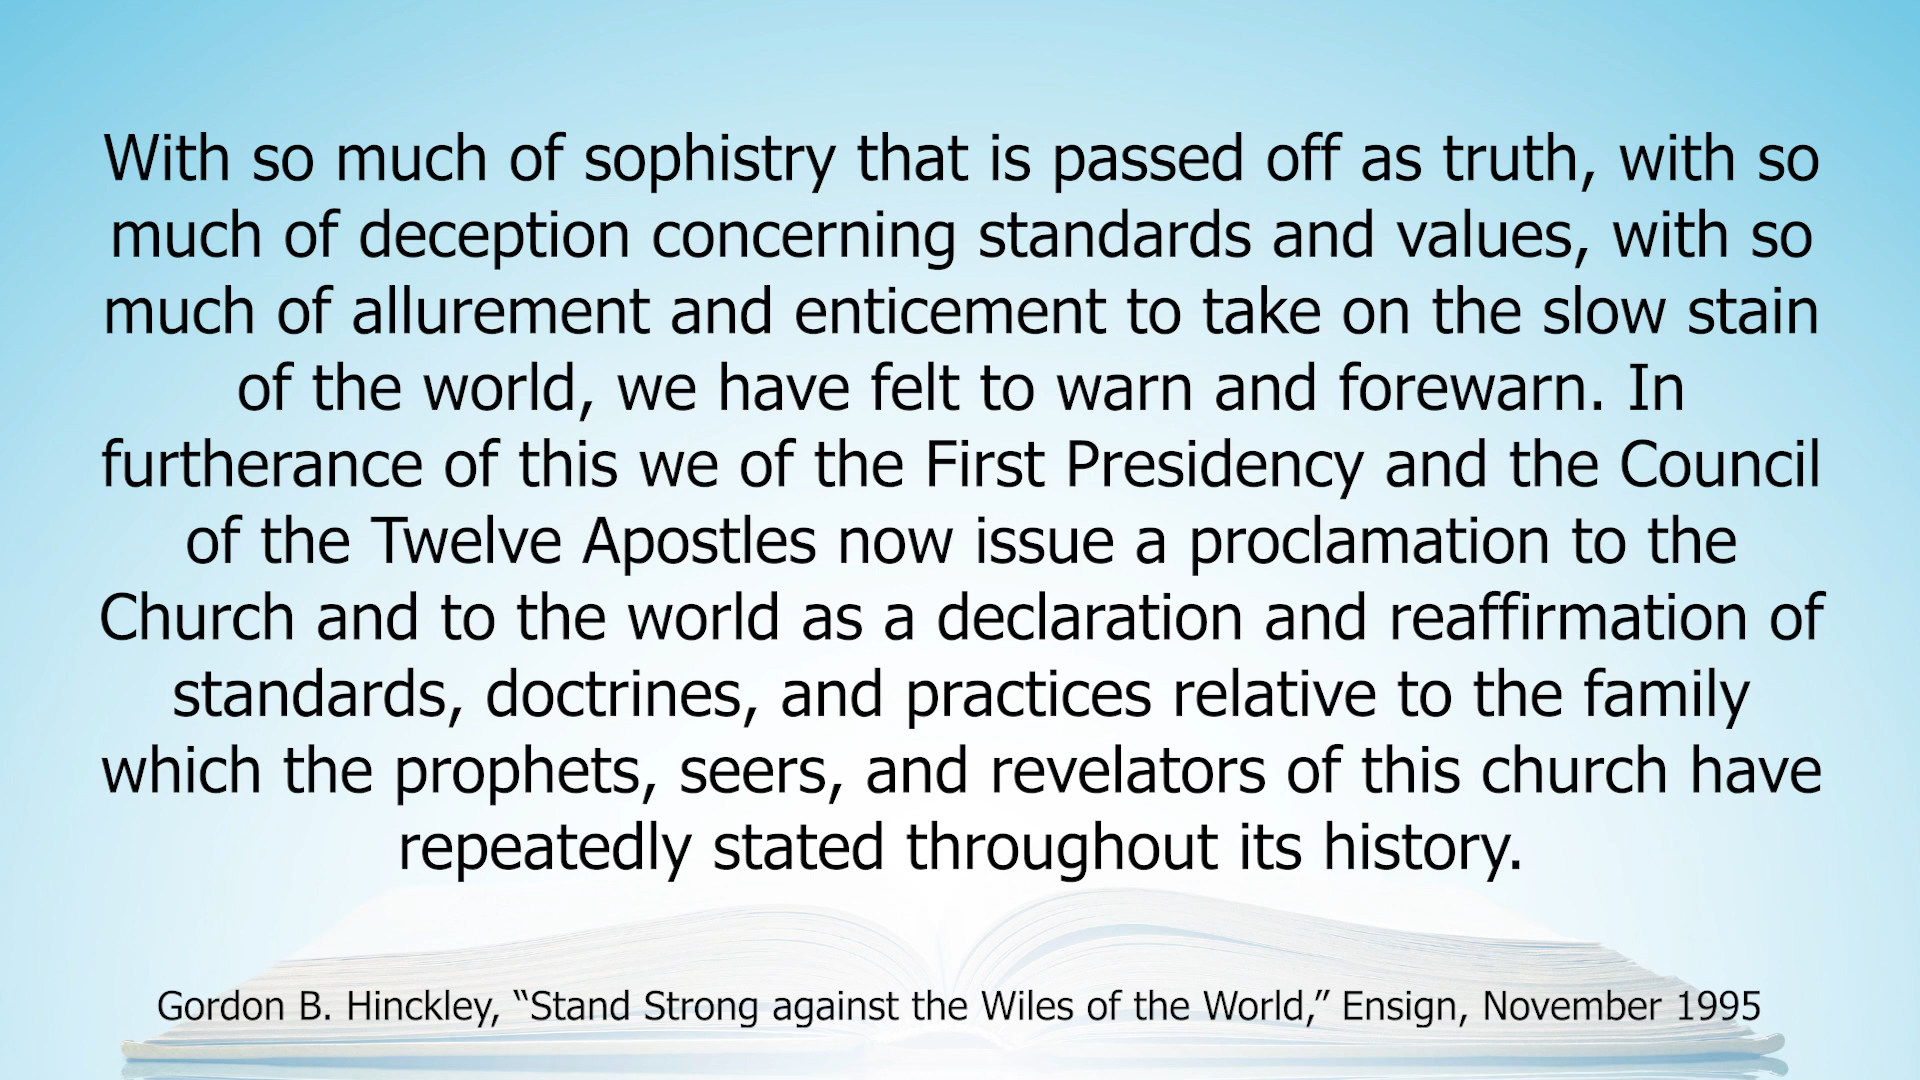 With so much of sophistry that is passed off as truth, with so
much of deception concerning standards and values, with so
much of allurement and enticement to take on the slow stain
of the world, we have felt to warn and forewarn. In
furtherance of this we of the First Presidency and the Council
of the Twelve Apostles now issue a proclamation to the
Church and to the world as a declaration and reaffirmation of
standards, doctrines, and practices relative to the family
which the prophets, seers, and revelators of this church have
repeatedly stated throughout its history.
Gordon B. Hinckley, “Stand Strong against the Wiles of the World,” Ensign, November 1995